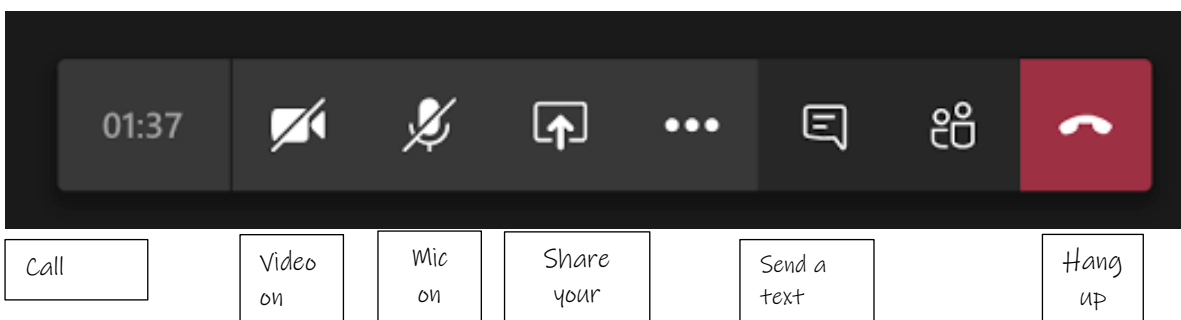 01:37
Call
Video
on
Mic
on
Share
your
Send a
text
Hang
up